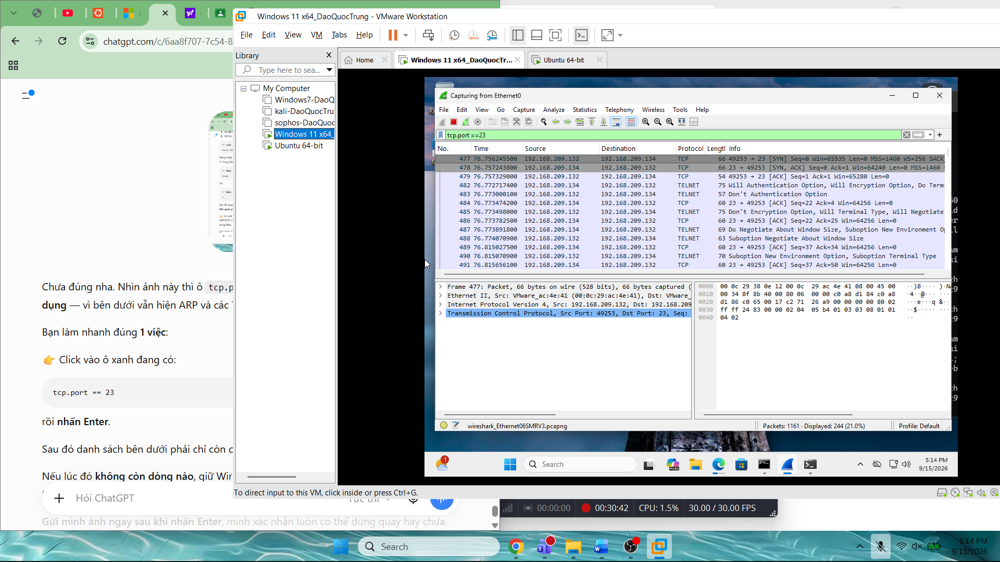 chatgpt.com/c/6aa8f707-7c54-8
Chưa đúng nha. Nhìn ảnh này thì ô tcp.p
dụng — vì bên dưới vẫn hiện ARP và các
Bạn làm nhanh đúng 1 việc:
👉 Click vào ô xanh đang có:
tcp.port == 23
rồi nhấn Enter.
Sau đó danh sách bên dưới phải chỉ còn c
Nếu lúc đó không còn dòng nào, giữ Wir
Hỏi ChatGPT
Gửi mình ảnh ngay sau khi nhấn Enter, mình xác nhận luôn có thể dừng quay hay chưa.
Windows 11 x64_DaoQuocTrung - VMware Workstation
File Edit View VM Tabs Help
Library
Type here to sea...
My Computer
Windows7-DaoQ
kali-DaoQuocTru
sophos-DaoQuoc
Windows 11 x64_
Ubuntu 64-bit
Home
Windows 11 x64_DaoQuocTr...
Ubuntu 64-bit
Capturing from Ethernet0
File Edit View Go Capture Analyze Statistics Telephony Wireless Tools Help
tcp.port ==23
No. Time Source Destination Protocol Lengtl Info
477 76.756245500 192.168.209.132 192.168.209.134 TCP 66 49253 → 23 [SYN] Seq=0 Win=65535 Len=0 MSS=1460 WS=256 SACK
478 76.757243800 192.168.209.134 192.168.209.132 TCP 66 23 → 49253 [SYN, ACK] Seq=0 Ack=1 Win=64240 Len=0 MSS=1460
479 76.757329000 192.168.209.132 192.168.209.134 TCP 54 49253 → 23 [ACK] Seq=1 Ack=1 Win=65280 Len=0
482 76.772717400 192.168.209.134 192.168.209.132 TELNET 75 Will Authentication Option, Will Encryption Option, Do Term
483 76.773000100 192.168.209.132 192.168.209.134 TELNET 57 Don't Authentication Option
484 76.773474200 192.168.209.134 192.168.209.132 TCP 60 23 → 49253 [ACK] Seq=22 Ack=4 Win=64256 Len=0
485 76.773498000 192.168.209.132 192.168.209.134 TELNET 75 Don't Encryption Option, Will Terminal Type, Will Negotiate
486 76.773782500 192.168.209.134 192.168.209.132 TCP 60 23 → 49253 [ACK] Seq=22 Ack=25 Win=64256 Len=0
487 76.773891800 192.168.209.134 192.168.209.132 TELNET 69 Do Negotiate About Window Size, Suboption New Environment O
488 76.774070900 192.168.209.132 192.168.209.134 TELNET 63 Suboption Negotiate About Window Size
489 76.815027500 192.168.209.134 192.168.209.132 TCP 60 23 → 49253 [ACK] Seq=37 Ack=34 Win=64256 Len=0
490 76.815070900 192.168.209.132 192.168.209.134 TELNET 70 Suboption New Environment Option, Suboption Terminal Type
491 76.815656100 192.168.209.134 192.168.209.132 TCP 60 23 → 49253 [ACK] Seq=37 Ack=50 Win=64256 Len=0
Frame 477: Packet, 66 bytes on wire (528 bits), 66 bytes captured (
Ethernet II, Src: VMware_ac:4e:41 (00:0c:29:ac:4e:41), Dst: VMware_
Internet Protocol Version 4, Src: 192.168.209.132, Dst: 192.168.209
Transmission Control Protocol, Src Port: 49253, Dst Port: 23, Seq:
0000 00 0c 29 38 0e 12 00 0c 29 ac 4e 41 08 00 45 00
0010 00 34 8f 8b 40 00 80 06 00 00 c0 a8 d1 84 c0 a8
0020 d1 86 c0 65 00 17 c2 71 26 a9 00 00 00 00 80 02
0030 ff ff 24 83 00 00 02 04 05 b4 01 03 03 08 01 01
0040 04 02
wireshark_Ethernet06SMRV3.pcapng
Packets: 1161 · Displayed: 244 (21.0%)
Profile: Default
1
Search
5:14 PM
9/15/2026
To direct input to this VM, click inside or press Ctrl+G.
00:00:00 00:30:42 CPU: 1.5% 30.00 / 30.00 FPS
Search
5:14 PM
9/15/2026